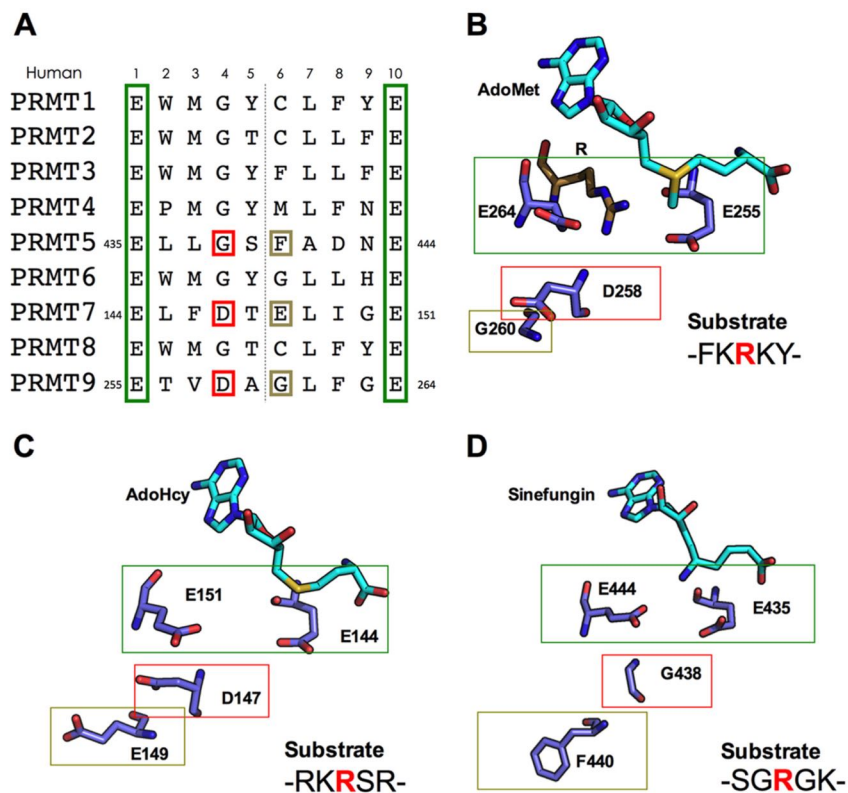 A
Human 1 2 3 4 5 6 7 8 9 10
PRMT1 E W M G Y C L F Y E
PRMT2 E W M G T C L L F E
PRMT3 E W M G Y F L L F E
PRMT4 E P M G Y M L F N E
PRMT5 435 E L L G S F A D N E 444
PRMT6 E W M G Y G L L H E
PRMT7 144 E L F D T E L I G E 151
PRMT8 E W M G T C L F Y E
PRMT9 255 E T V D A G L F G E 264
B
AdoMet
R
E264
E255
D258
G260
Substrate
-FKRKY-
C
AdoHcy
E151
E144
D147
E149
Substrate
-RKRSR-
D
Sinefungin
E444
E435
G438
F440
Substrate
-SGRGK-